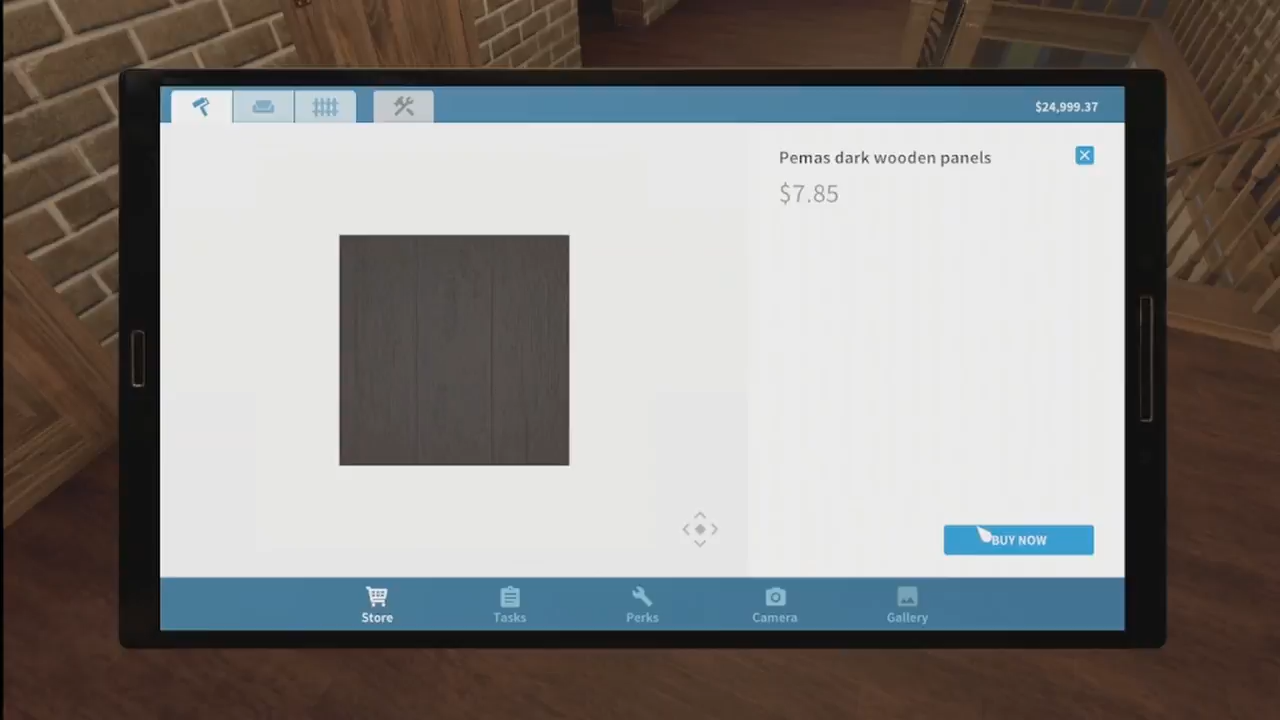 $24,999.37
Pemas dark wooden panels
$7.85
BUY NOW
Store
Tasks
Perks
Camera
Gallery